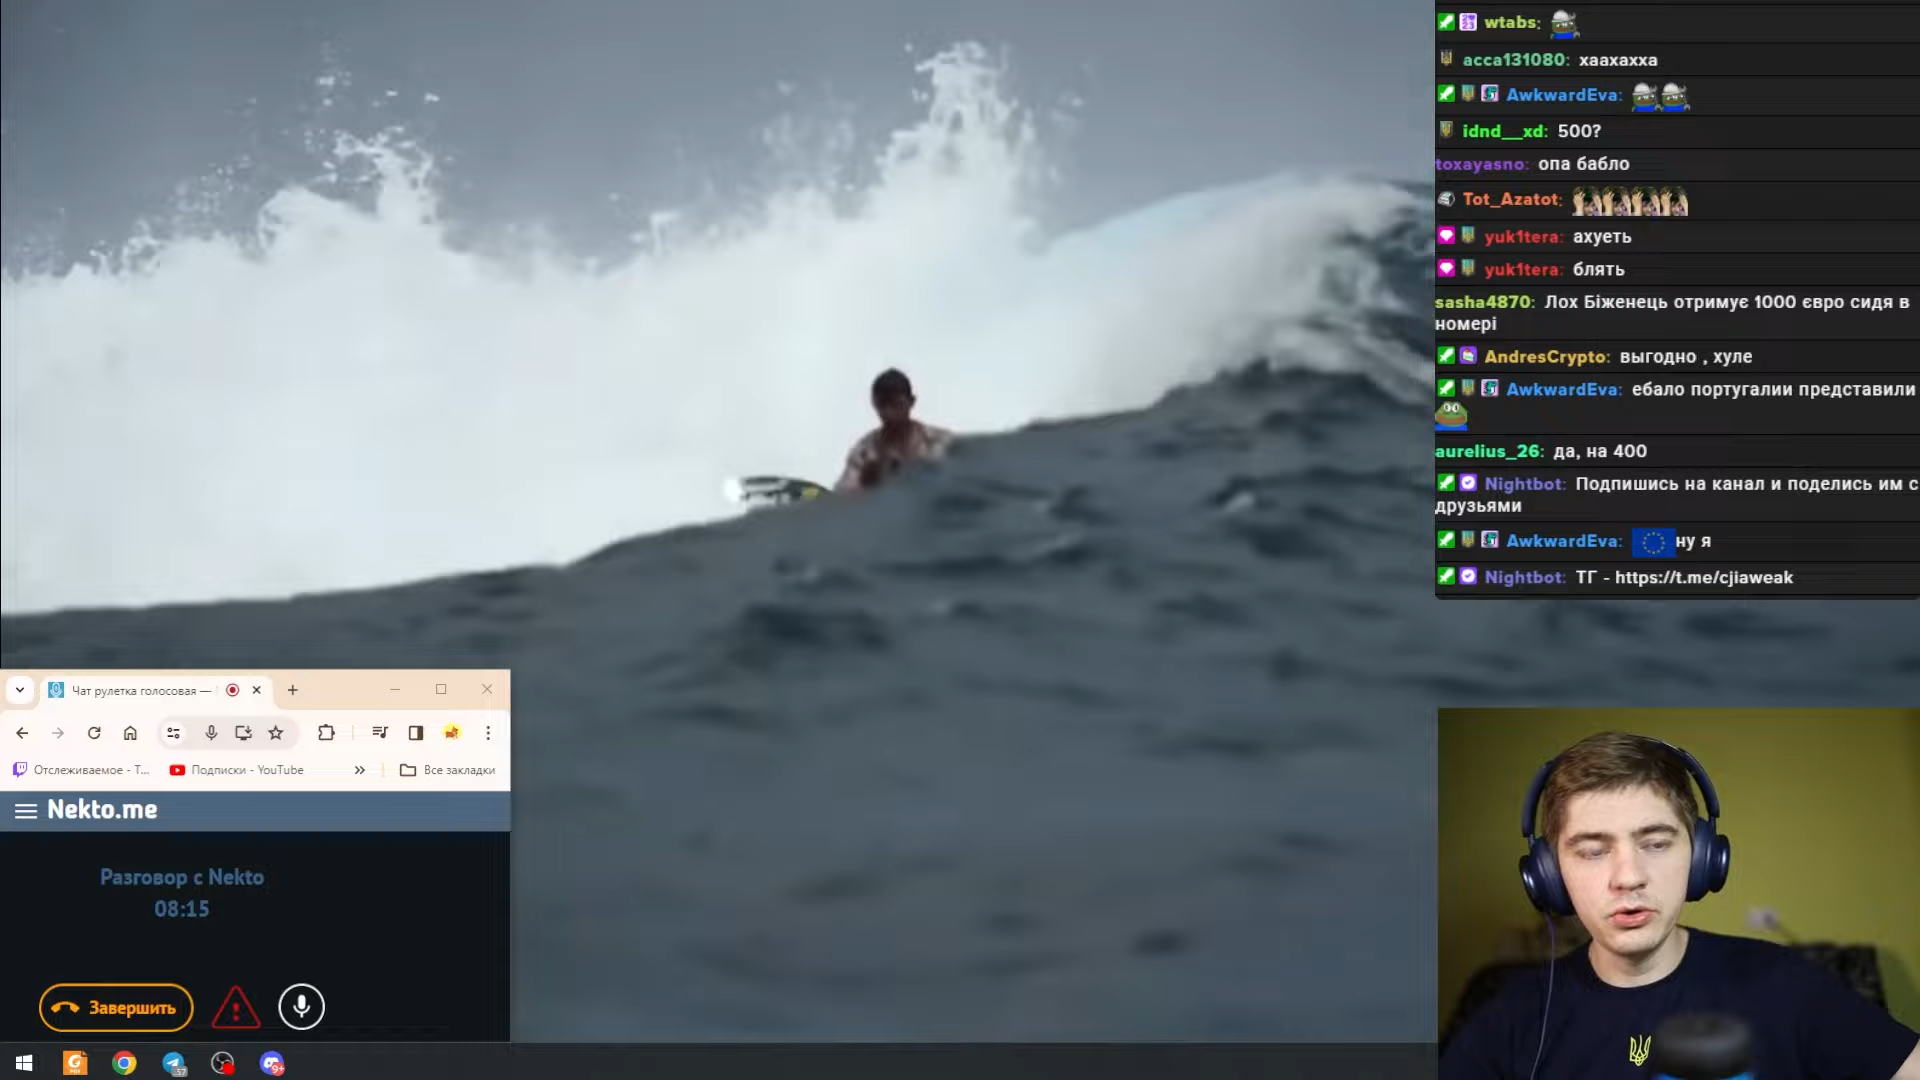 wtabs:
acca131080: хаахахха
AwkwardEva:
idnd__xd: 500?
toxayasno: опа бабло
Tot_Azatot:
yuk1tera: ахуеть
yuk1tera: блять
sasha4870: Лох Біженець отримує 1000 євро сидя в
номері
AndresCrypto: выгодно , хуле
AwkwardEva: ебало португалии представили
aurelius_26: да, на 400
Nightbot: Подпишись на канал и поделись им с
друзьями
AwkwardEva: ну я
Nightbot: ТГ - https://t.me/cjiaweak
Чат рулетка голосовая —
Отслеживаемое - T...
Подписки - YouTube
Все закладки
Nekto.me
Разговор с Nekto
08:15
Завершить
57
9+